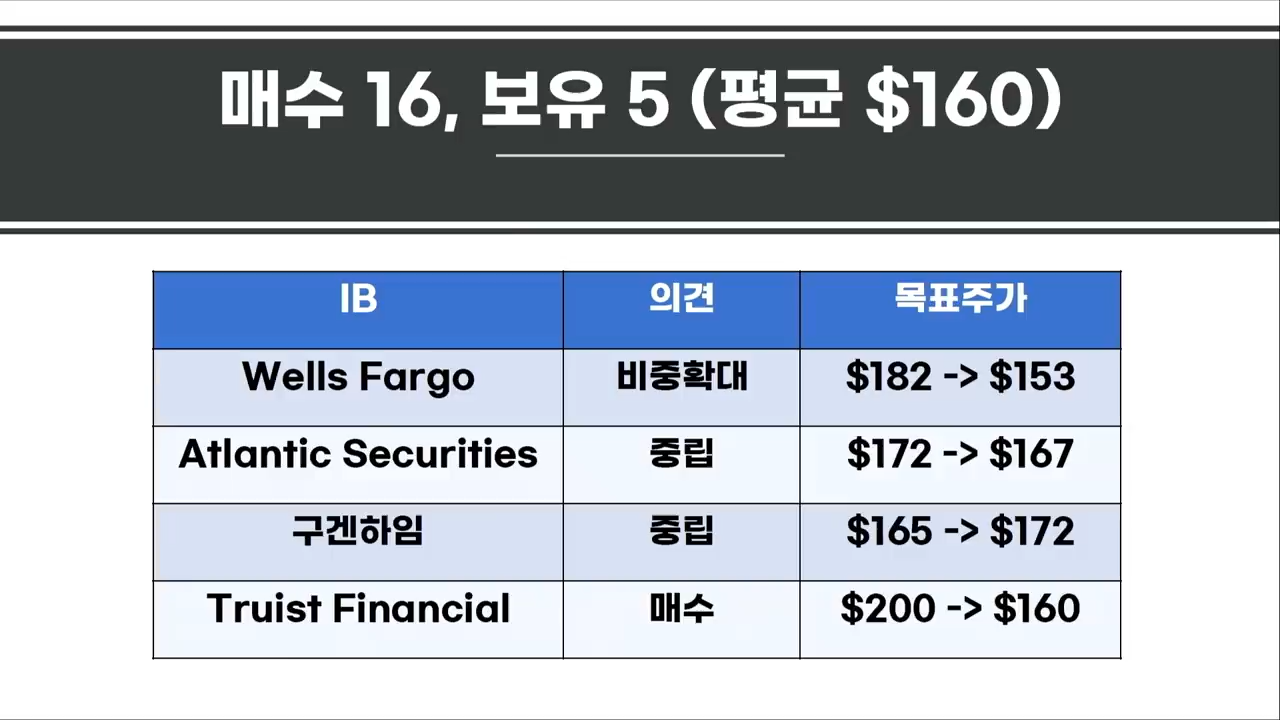 매수 16, 보유 5 (평균 $160)
IB 의견 목표주가
Wells Fargo 비중확대 $182 -> $153
Atlantic Securities 중립 $172 -> $167
구겐하임 중립 $165 -> $172
Truist Financial 매수 $200 -> $160